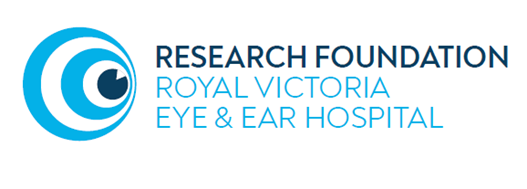 RESEARCH FOUNDATION
ROYAL VICTORIA
EYE & EAR HOSPITAL